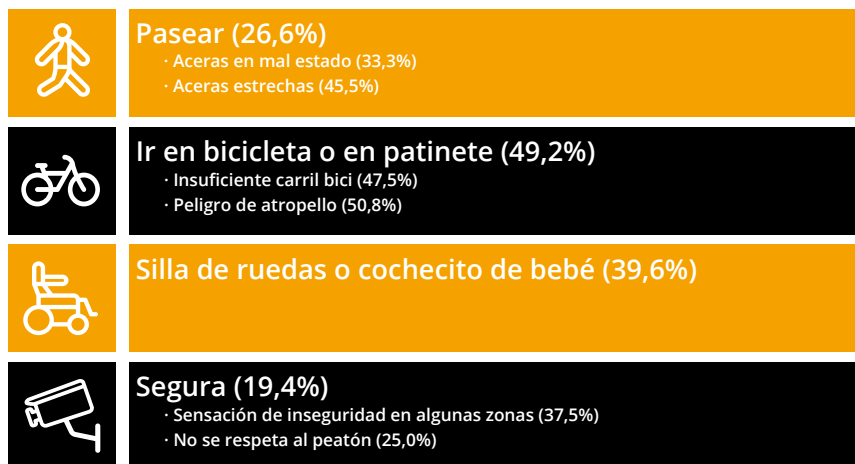 Pasear (26,6%)
· Aceras en mal estado (33,3%)
· Aceras estrechas (45,5%)
Ir en bicicleta o en patinete (49,2%)
· Insuficiente carril bici (47,5%)
· Peligro de atropello (50,8%)
Silla de ruedas o cochecito de bebé (39,6%)
Segura (19,4%)
· Sensación de inseguridad en algunas zonas (37,5%)
· No se respeta al peatón (25,0%)